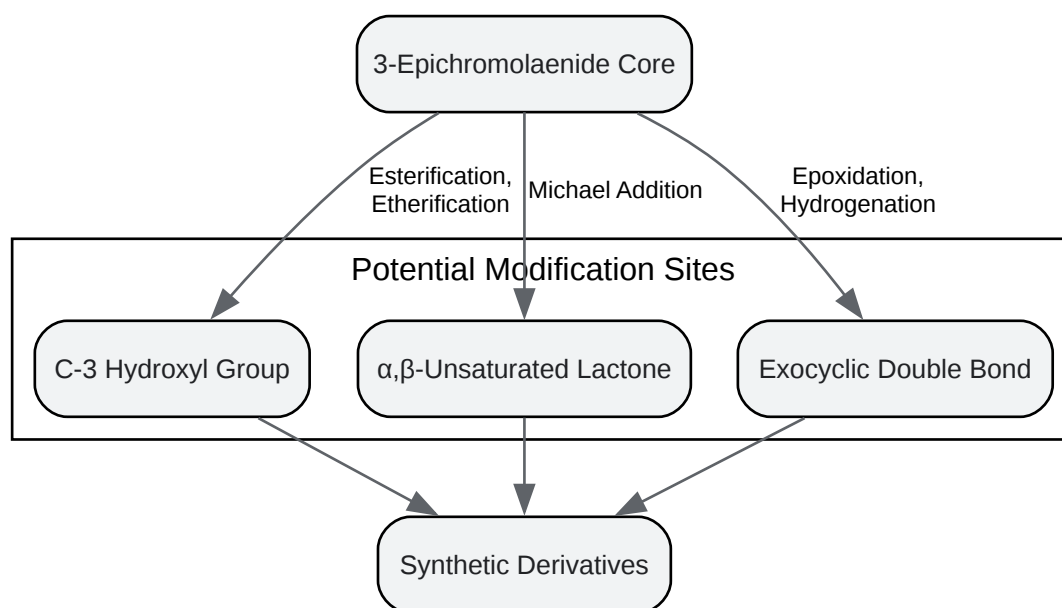 3-Epichromolaenide Core
Esterification,
Etherification
Michael Addition
Epoxidation,
Hydrogenation
Potential Modification Sites
C-3 Hydroxyl Group
α,β-Unsaturated Lactone
Exocyclic Double Bond
Synthetic Derivatives